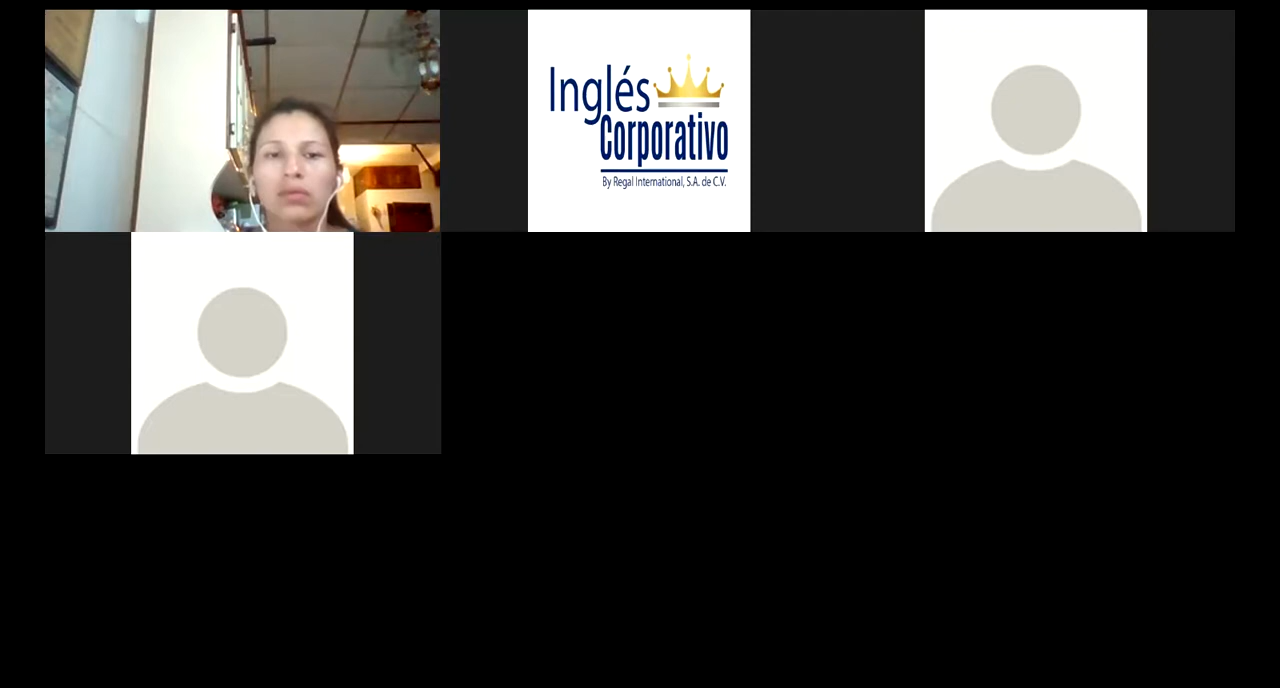 Inglés
Corporativo
By Regal International, S.A. de C.V.